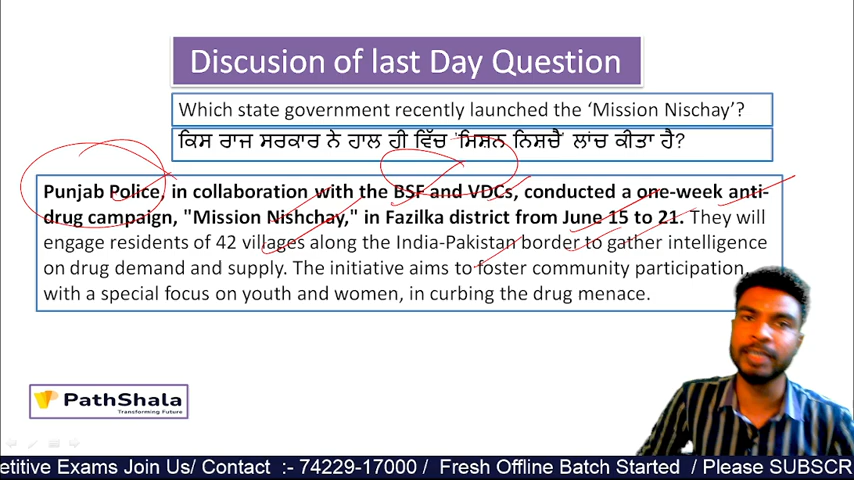 Discusion of last Day Question
Which state government recently launched the ‘Mission Nischay’?
ਕਿਸ ਰਾਜ ਸਰਕਾਰ ਨੇ ਹਾਲ ਹੀ ਵਿੱਚ 'ਮਿਸ਼ਨ ਨਿਸ਼ਚੈ' ਲਾਂਚ ਕੀਤਾ ਹੈ?
Punjab Police, in collaboration with the BSF and VDCs, conducted a one-week anti-
drug campaign, "Mission Nishchay," in Fazilka district from June 15 to 21. They will
engage residents of 42 villages along the India-Pakistan border to gather intelligence
on drug demand and supply. The initiative aims to foster community participation,
with a special focus on youth and women, in curbing the drug menace.
PathShala
Transforming Future
etitive Exams Join Us/ Contact :- 74229-17000 / Fresh Offline Batch Started / Please SUBSCR